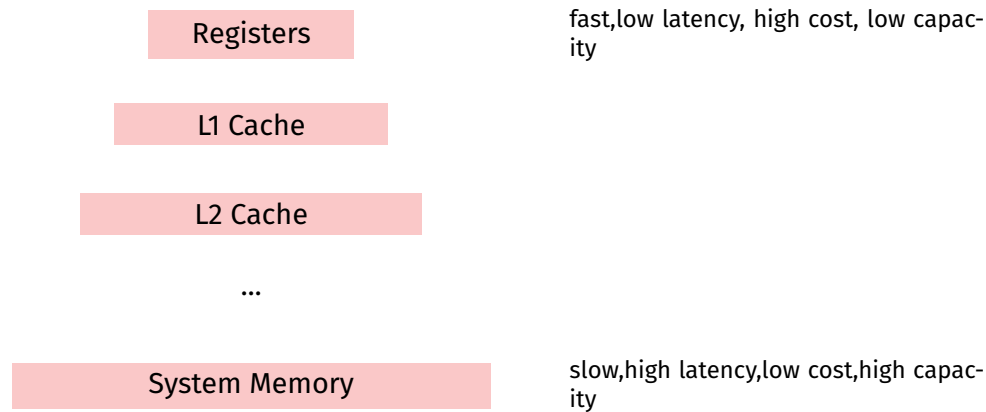 Registers
fast,low latency, high cost, low capac-
ity
L1 Cache
L2 Cache
...
System Memory
slow,high latency,low cost,high capac-
ity